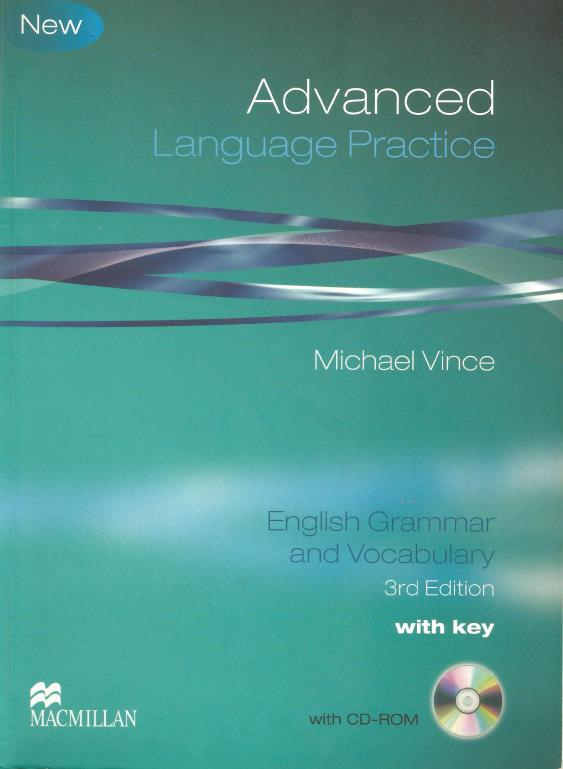 New
Advanced
Language Practice
Michael Vince
English Grammar
and Vocabulary
3rd Edition
with key
MACMILLAN
with CD-ROM